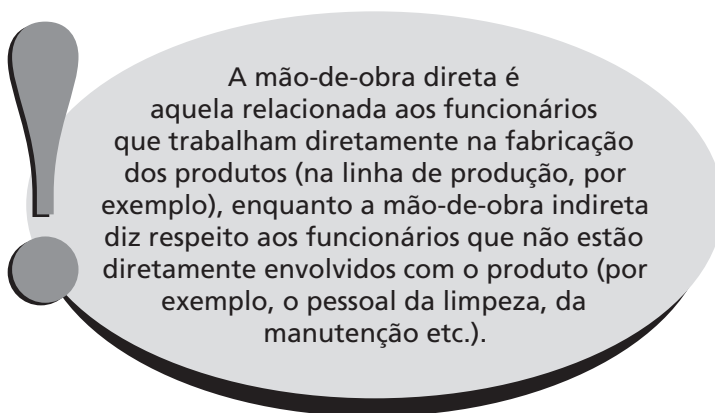 A mão-de-obra direta é
aquela relacionada aos funcionários
que trabalham diretamente na fabricação
dos produtos (na linha de produção, por
exemplo), enquanto a mão-de-obra indireta
diz respeito aos funcionários que não estão
diretamente envolvidos com o produto (por
exemplo, o pessoal da limpeza, da
manutenção etc.).